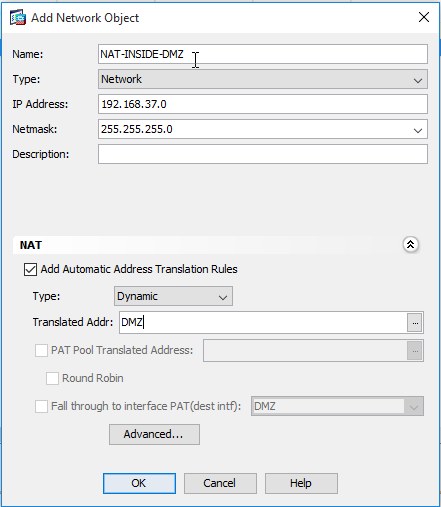 Add Network Object
Name: NAT-INSIDE-DMZ
Type: Network
IP Address: 192.168.37.0
Netmask: 255.255.255.0
Description:
NAT
Add Automatic Address Translation Rules
Type: Dynamic
Translated Addr: DMZ ...
PAT Pool Translated Address: ...
Round Robin
Fall through to interface PAT(dest intf): DMZ
Advanced...
OK Cancel Help